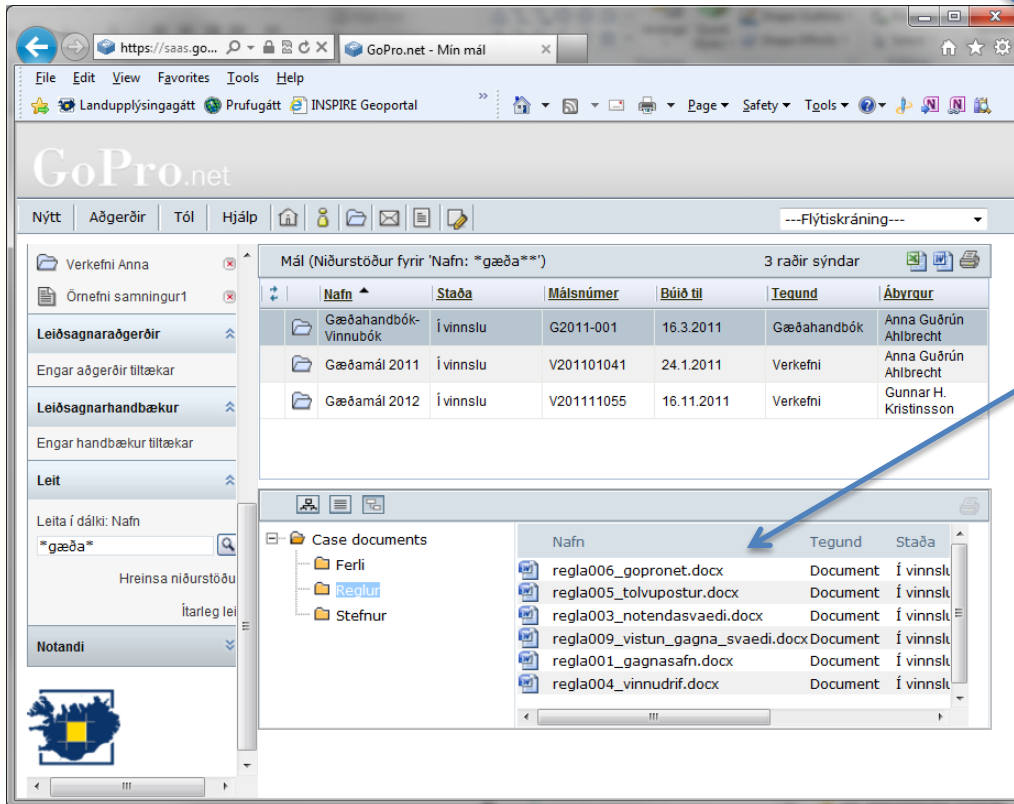 https://saas.go...
GoPro.net - Mín mál
File Edit View Favorites Tools Help
Landupplýsingagátt Prufugátt INSPIRE Geoportal » Page Safety Tools
GoPro.net
Nýtt Aðgerðir Tól Hjálp ---Flýtiskráning---
Verkefni Anna
Örnefni samningur1
Leiðsagnaraðgerðir
Engar aðgerðir tiltækar
Leiðsagnarhandbækur
Engar handbækur tiltækar
Leit
Leita í dálki: Nafn
*gæða*
Hreinsa niðurstöðu
Ítarleg lei
Notandi
Mál (Niðurstöður fyrir 'Nafn: *gæða**') 3 raðir sýndar
Nafn Staða Málsnúmer Búið til Tegund Ábyrgur
Gæðahandbók-Vinnubók Í vinnslu G2011-001 16.3.2011 Gæðahandbók Anna Guðrún Ahlbrecht
Gæðamál 2011 Í vinnslu V201101041 24.1.2011 Verkefni Anna Guðrún Ahlbrecht
Gæðamál 2012 Í vinnslu V201111055 16.11.2011 Verkefni Gunnar H. Kristinsson
Case documents
Ferli
Reglur
Stefnur
Nafn Tegund Staða
regla006_gopronet.docx Document Í vinnslu
regla005_tolvupostur.docx Document Í vinnslu
regla003_notendasvaedi.docx Document Í vinnslu
regla009_vistun_gagna_svaedi.docx Document Í vinnslu
regla001_gagnasafn.docx Document Í vinnslu
regla004_vinnudrif.docx Document Í vinnslu